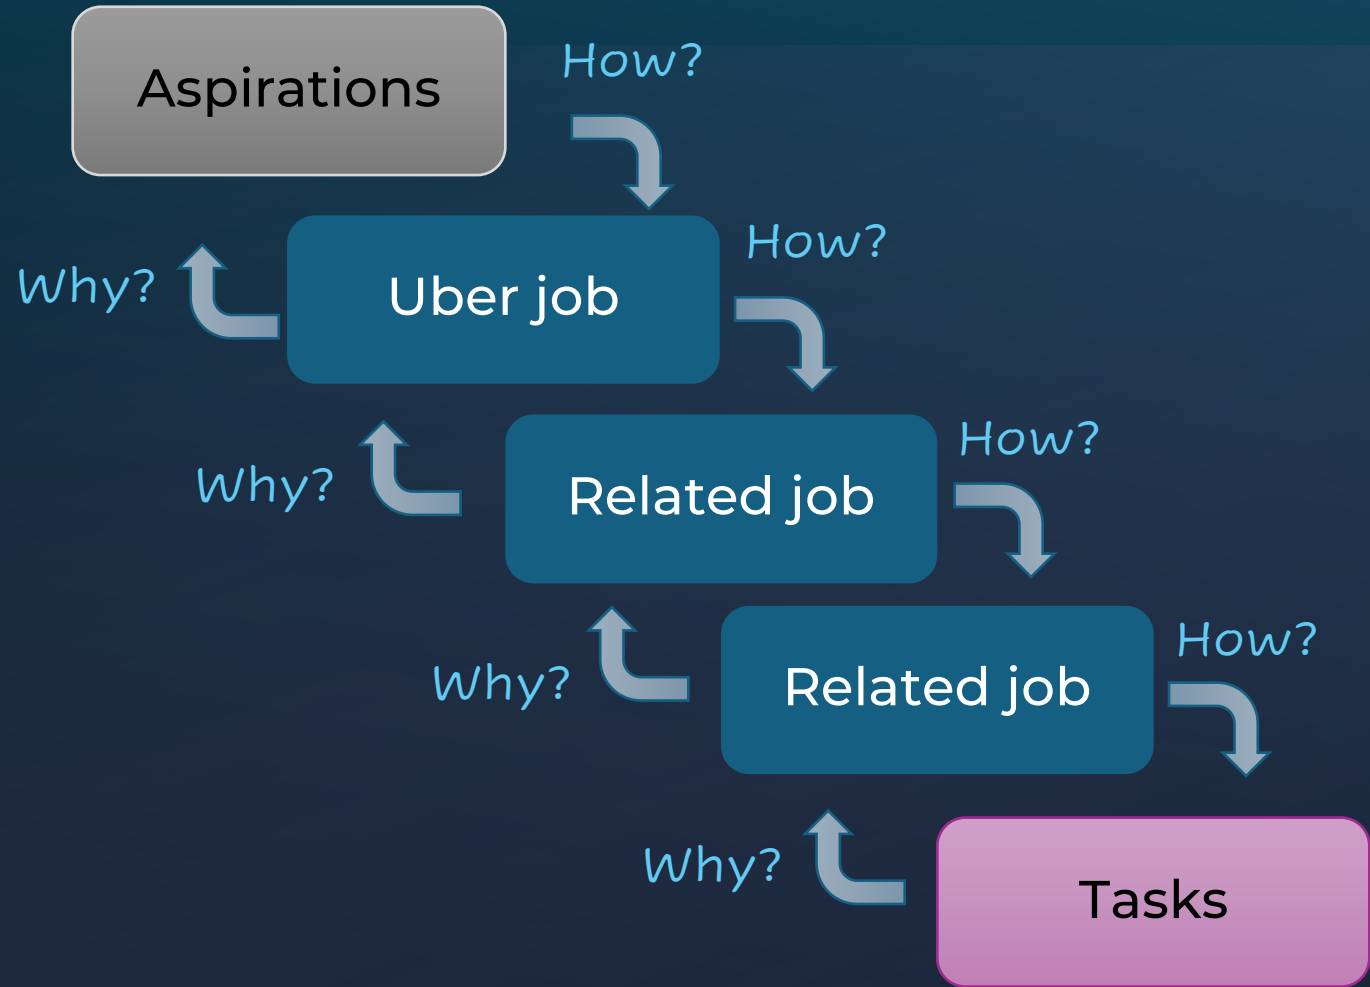 Aspirations
How?
Why?
Uber job
How?
Why?
Related job
How?
Why?
Related job
How?
Why?
Tasks